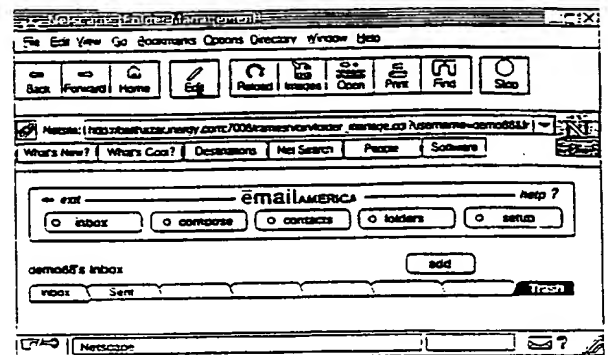 Netscape - [Folder Management]
File Edit View Go Bookmarks Options Directory Window Help
Back Forward Home Edit Reload Images Open Print Find Stop
Netsite:
What's New? What's Cool? Destinations Net Search People Software
exit emailAMERICA help ?
inbox compose contacts folders setup
add
demo68's Inbox
Inbox Sent Trash
Netscape ?